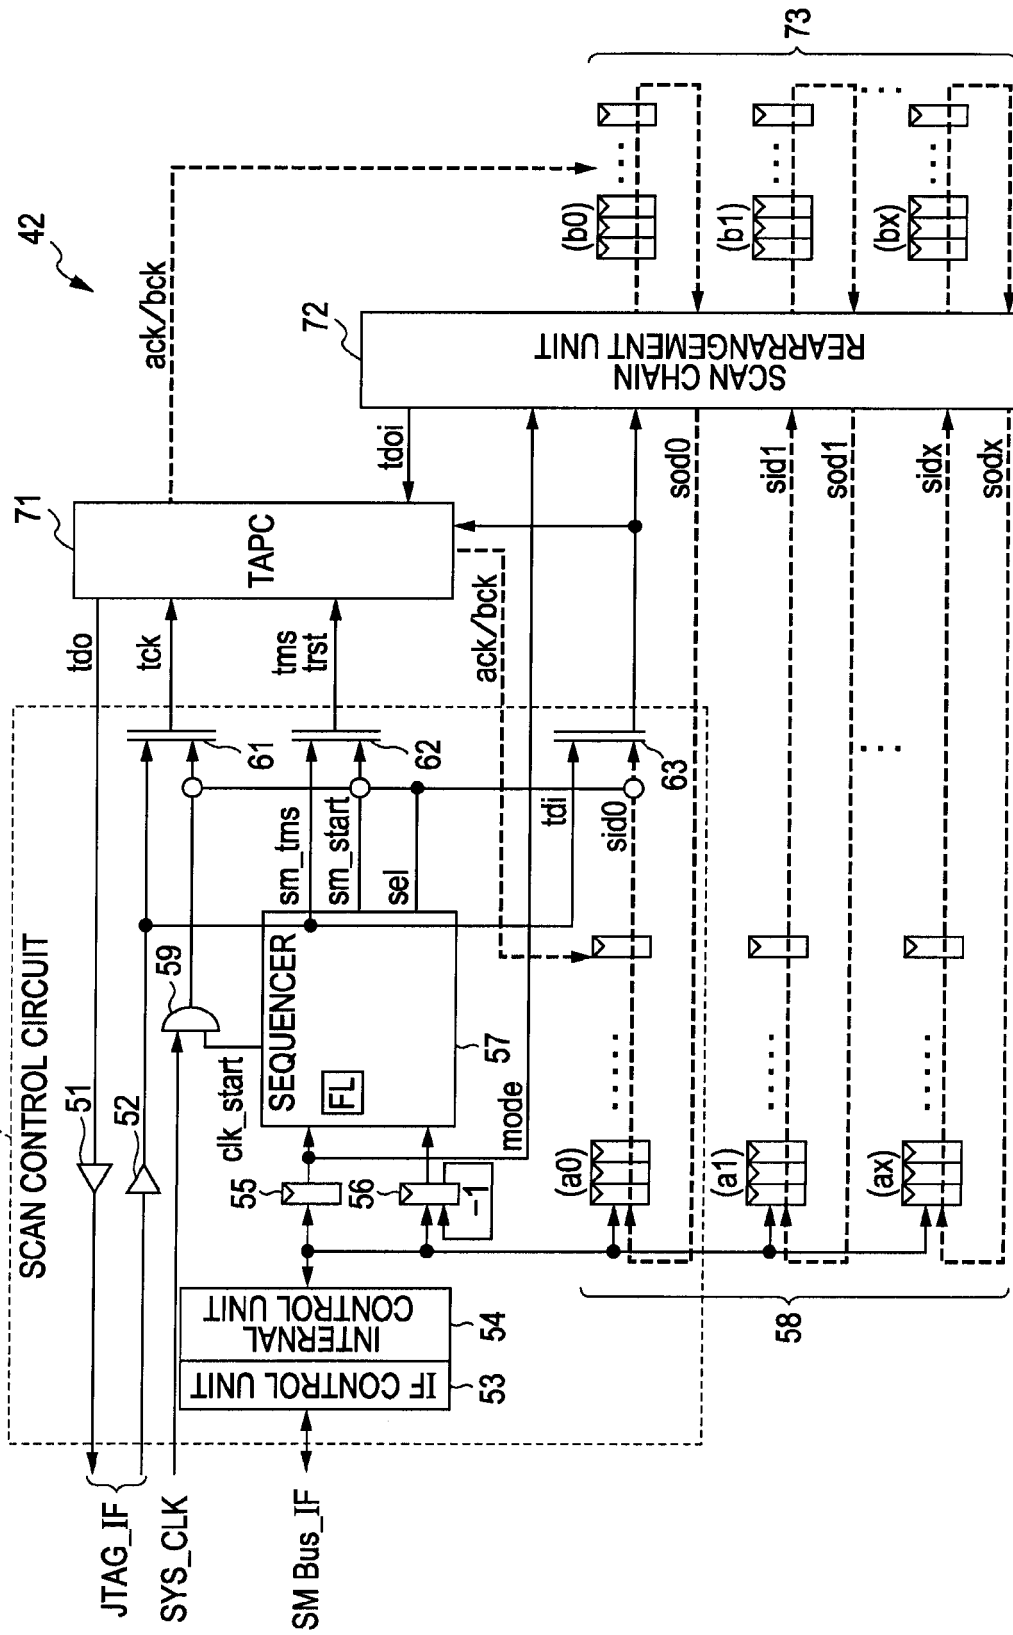 42
SCAN CONTROL CIRCUIT
JTAG_IF
SYS_CLK
SM Bus_IF
51
52
59
tdo
tck
tms
trst
71
TAPC
ack/bck
tdoi
72
SCAN CHAIN
REARRANGEMENT UNIT
73
61
62
63
clk_start
SEQUENCER
FL
57
sm_tms
sm_start
sel
tdi
sid0
ack/bck
mode
IF CONTROL UNIT
53
INTERNAL
CONTROL UNIT
54
55
56
-1
(a0)
(a1)
(ax)
58
sod0
sid1
sod1
sidx
sodx
(b0)
(b1)
(bx)